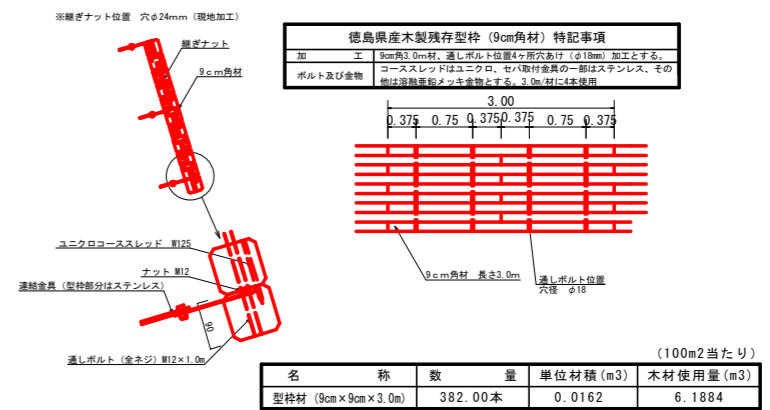 ※継ぎナット位置 穴φ24mm（現地加工）
継ぎナット
9cm角材
徳島県産木製残存型枠（9cm角材）特記事項
加 工 9cm角3.0m材、通しボルト位置4ヶ所穴あけ（φ18mm）加工とする。
ボルト及び金物 コーススレッドはユニクロ、セパ取付金具の一部はステンレス、その
他は溶融亜鉛メッキ金物とする。3.0m/材に4本使用
3.00
0.375 0.75 0.375 0.375 0.75 0.375
9cm角材 長さ3.0m
通しボルト位置
穴径 φ18
ユニクロコーススレッド W125
ナット M12
連結金具（型枠部分はステンレス）
90
通しボルト（全ネジ）M12×1.0m
(100m2当たり)
名 称 数 量 単位材積(m3) 木材使用量(m3)
型枠材（9cm×9cm×3.0m） 382.00本 0.0162 6.1884